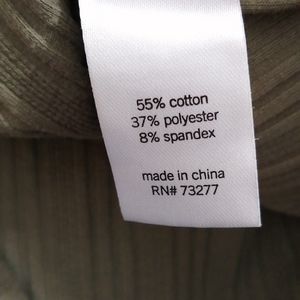 55% cotton
37% polyester
8% spandex
made in china
RN# 73277